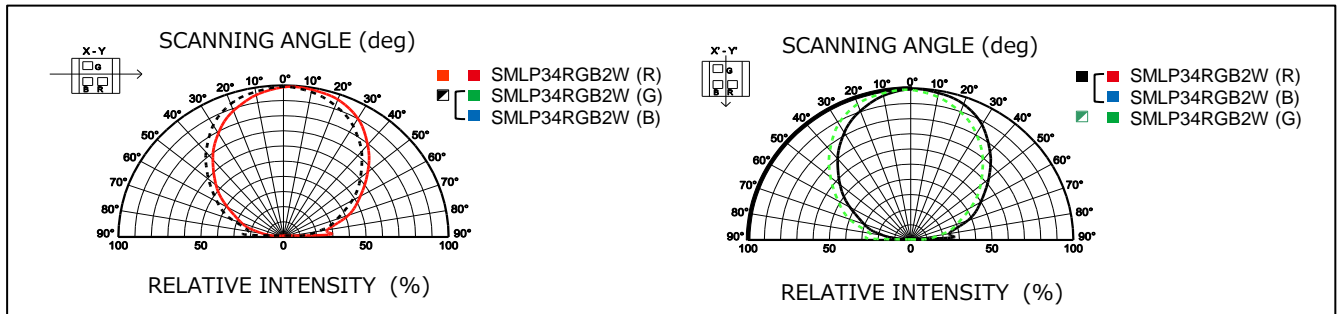 SCANNING ANGLE (deg)
X - Y
G
B R
0°
10° 10°
20° 20°
30° 30°
40° 40°
50° 50°
60° 60°
70° 70°
80° 80°
90° 90°
100 50 0 50 100
RELATIVE INTENSITY (%)
SMLP34RGB2W (R)
SMLP34RGB2W (G)
SMLP34RGB2W (B)
SCANNING ANGLE (deg)
X' - Y'
G
B R
0°
10° 10°
20° 20°
30° 30°
40° 40°
50° 50°
60° 60°
70° 70°
80° 80°
90° 90°
100 50 0 50 100
RELATIVE INTENSITY (%)
SMLP34RGB2W (R)
SMLP34RGB2W (B)
SMLP34RGB2W (G)